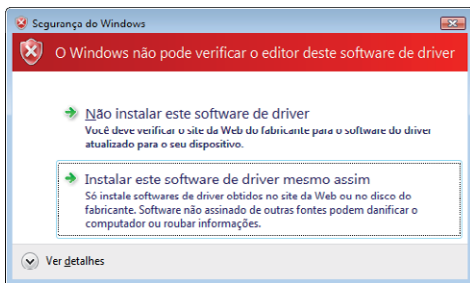 Segurança do Windows
O Windows não pode verificar o editor deste software de driver
Não instalar este software de driver
Você deve verificar o site da Web do fabricante para o software do driver
atualizado para o seu dispositivo.
Instalar este software de driver mesmo assim
Só instale softwares de driver obtidos no site da Web ou no disco do
fabricante. Software não assinado de outras fontes podem danificar o
computador ou roubar informações.
Ver detalhes